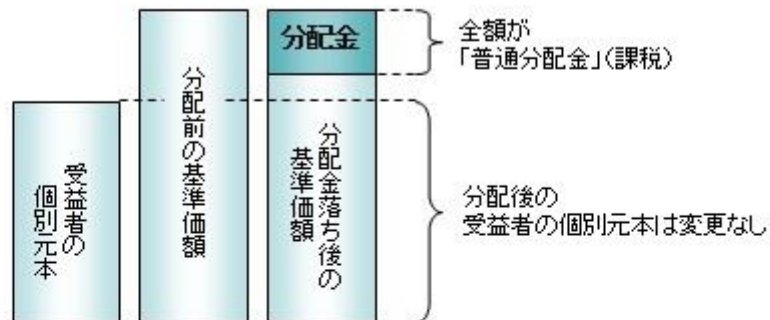 受益者の
個別元本
分配前の基準価額
分配金
分配金落ち後の
基準価額
全額が
「普通分配金」(課税)
分配後の
受益者の個別元本は変更なし